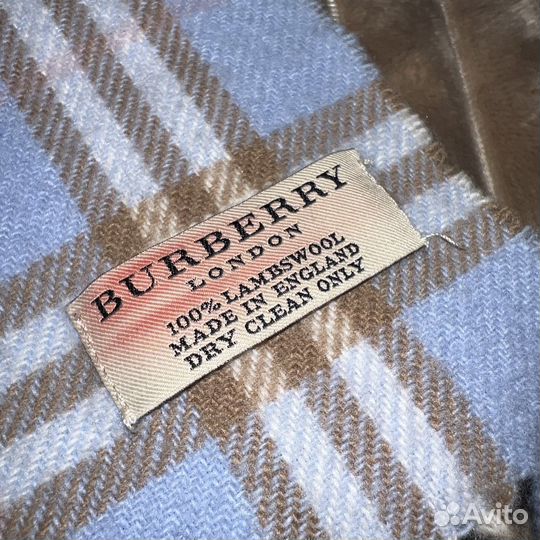 BURBERRY
LONDON
100% LAMBSWOOL
MADE IN ENGLAND
DRY CLEAN ONLY
Avito